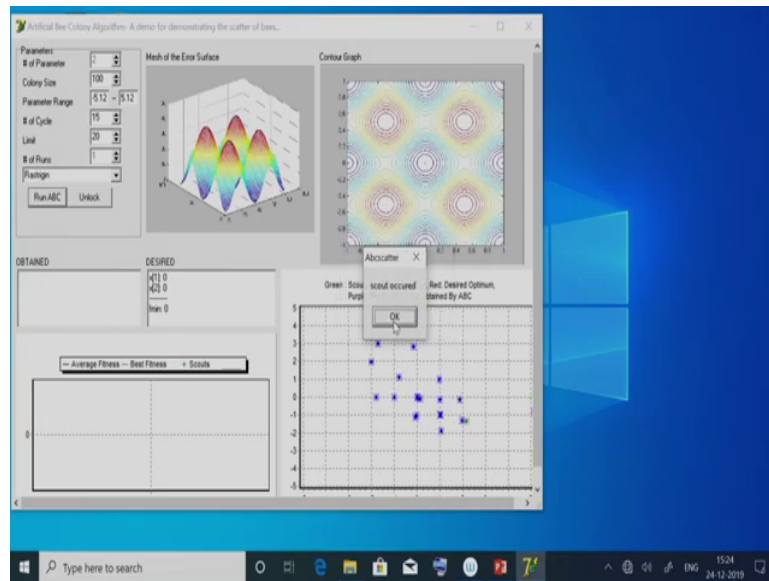 Artificial Bee Colony Algorithm- A demo for demonstrating the scatter of bees...
Parameters
# of Parameter 2
Colony Size 100
Parameter Range -5.12 - 5.12
# of Cycle 15
Limit 20
# of Runs 1
Rastrigin
Run ABC Unlock
Mesh of the Error Surface
Contour Graph
OBTAINED
DESIRED
x[1]: 0
x[2]: 0
fmin: 0
Abcscatter
scout occured
OK
Green : Scou
Red: Desired Optimum,
Purp
btained By ABC
5
4
3
2
1
0
-1
-2
-3
-4
-5
Average Fitness
Best Fitness
+ Scouts
0
Type here to search
ENG
15:24
24-12-2019